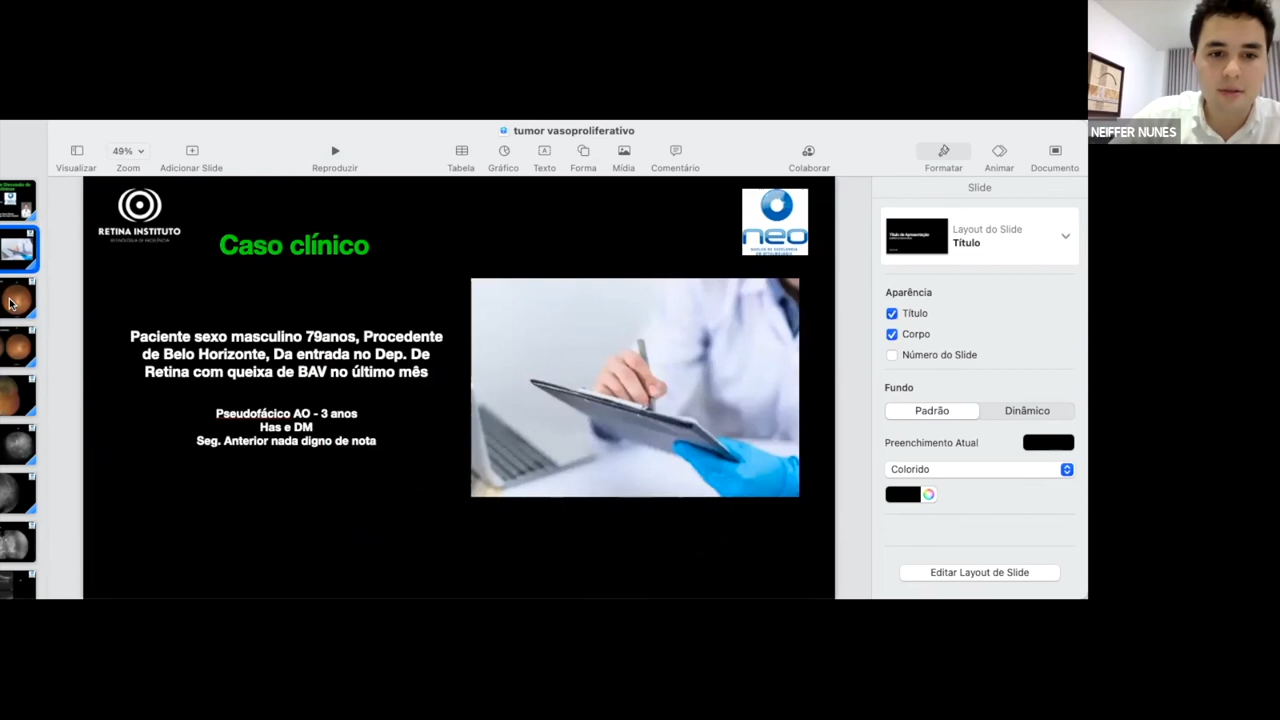 NEIFFER NUNES
tumor vasoproliferativo
49%
Visualizar
Zoom
Adicionar Slide
Reproduzir
Tabela
Gráfico
Texto
Forma
Mídia
Comentário
Colaborar
Formatar
Animar
Documento
RETINA INSTITUTO
Caso clínico
neo
Paciente sexo masculino 79anos, Procedente
de Belo Horizonte, Da entrada no Dep. De
Retina com queixa de BAV no último mês
Pseudofácico AO - 3 anos
Has e DM
Seg. Anterior nada digno de nota
Slide
Layout do Slide
Título
Aparência
Título
Corpo
Número do Slide
Fundo
Padrão
Dinâmico
Preenchimento Atual
Colorido
Editar Layout de Slide